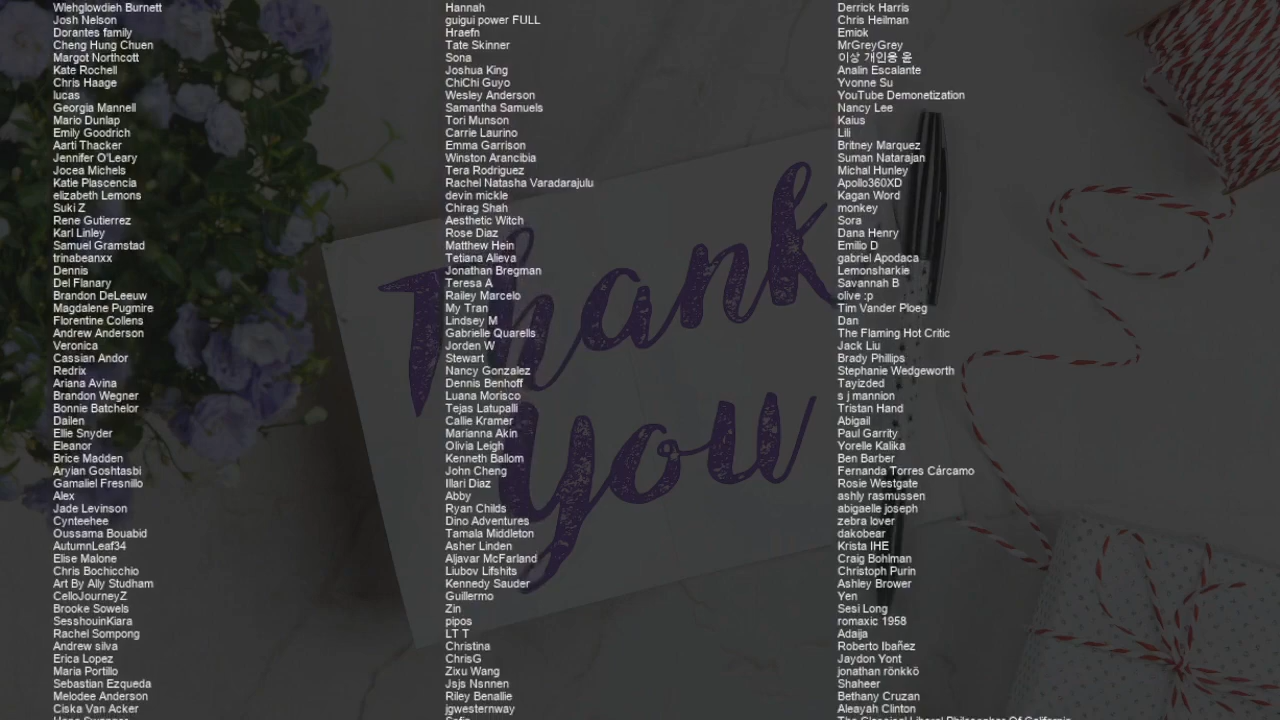 Wiehglowdieh Burnett
Josh Nelson
Dorantes family
Cheng Hung Chuen
Margot Northcott
Kate Rochell
Chris Haage
lucas
Georgia Mannell
Mario Dunlap
Emily Goodrich
Aarti Thacker
Jennifer O'Leary
Jocea Michels
Katie Plascencia
elizabeth Lemons
Suki Z
Rene Gutierrez
Karl Linley
Samuel Gramstad
trinabeanxx
Dennis
Del Flanary
Brandon DeLeeuw
Magdalene Pugmire
Florentine Collens
Andrew Anderson
Veronica
Cassian Andor
Redrix
Ariana Avina
Brandon Wegner
Bonnie Batchelor
Dailen
Ellie Snyder
Eleanor
Brice Madden
Aryian Goshtasbi
Gamaliel Fresnillo
Alex
Jade Levinson
Cynteehee
Oussama Bouabid
AutumnLeaf34
Elise Malone
Chris Bochicchio
Art By Ally Studham
CelloJourneyZ
Brooke Sowels
SesshouinKiara
Rachel Sompong
Andrew silva
Erica Lopez
Maria Portillo
Sebastian Ezqueda
Melodee Anderson
Ciska Van Acker
Hannah
guigui power FULL
Hraefn
Tate Skinner
Sona
Joshua King
ChiChi Guyo
Wesley Anderson
Samantha Samuels
Tori Munson
Carrie Laurino
Emma Garrison
Winston Arancibia
Tera Rodriguez
Rachel Natasha Varadarajulu
devin mickle
Chirag Shah
Aesthetic Witch
Rose Diaz
Matthew Hein
Tetiana Alieva
Jonathan Bregman
Teresa A
Railey Marcelo
My Tran
Lindsey M
Gabrielle Quarells
Jorden W
Stewart
Nancy Gonzalez
Dennis Benhoff
Luana Morisco
Tejas Latupalli
Callie Kramer
Marianna Akin
Olivia Leigh
Kenneth Ballom
John Cheng
Illari Diaz
Abby
Ryan Childs
Dino Adventures
Tamala Middleton
Asher Linden
Aljavar McFarland
Liubov Lifshits
Kennedy Sauder
Guillermo
Zin
pipos
LT T
Christina
ChrisG
Zixu Wang
Jsjs Nsnnen
Riley Benallie
jgwesternway
Derrick Harris
Chris Heilman
Emiok
MrGreyGrey
이상 개인용 윤
Analin Escalante
Yvonne Su
YouTube Demonetization
Nancy Lee
Kaius
Lili
Britney Marquez
Suman Natarajan
Michal Hunley
Apollo360XD
Kagan Word
monkey
Sora
Dana Henry
Emilio D
gabriel Apodaca
Lemonsharkie
Savannah B
olive :p
Tim Vander Ploeg
Dan
The Flaming Hot Critic
Jack Liu
Brady Phillips
Stephanie Wedgeworth
Tayizded
s j mannion
Tristan Hand
Abigail
Paul Garrity
Yorelle Kalika
Ben Barber
Fernanda Torres Cárcamo
Rosie Westgate
ashly rasmussen
abigaelle joseph
zebra lover
dakobear
Krista IHE
Craig Bohlman
Christoph Purin
Ashley Brower
Yen
Sesi Long
romaxic 1958
Adaija
Roberto Ibañez
Jaydon Yont
jonathan rönkkö
Shaheer
Bethany Cruzan
Aleayah Clinton
Thank
you